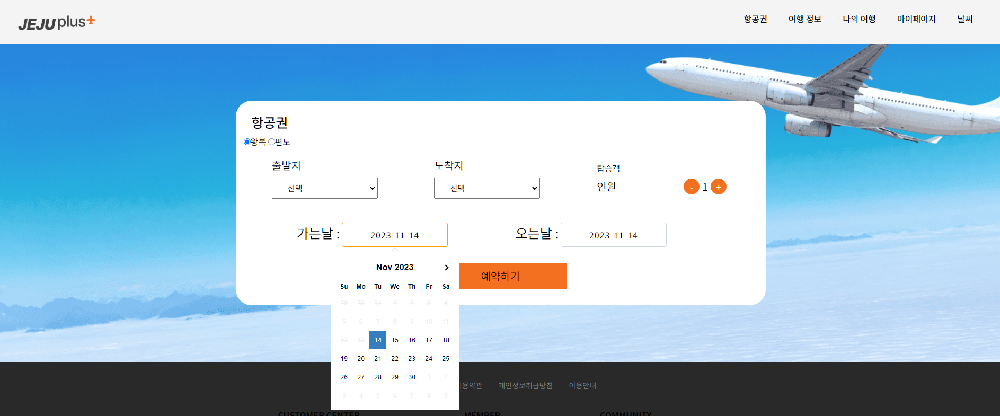 JEJU plus
항공권 여행 정보 나의 여행 마이페이지 날씨
항공권
왕복 편도
출발지 도착지 탑승객
선택 선택 인원 - 1 +
가는날 : 2023-11-14 오는날 : 2023-11-14
Nov 2023
예약하기
Su Mo Tu We Th Fr Sa
29 30 31 1 2 3 4
5 6 7 8 9 10 11
12 13 14 15 16 17 18
19 20 21 22 23 24 25
26 27 28 29 30 1 2
3 4 5 6 7 8 9
이용약관 개인정보취급방침 이용안내
CUSTOMER CENTER MEMBER COMMUNITY